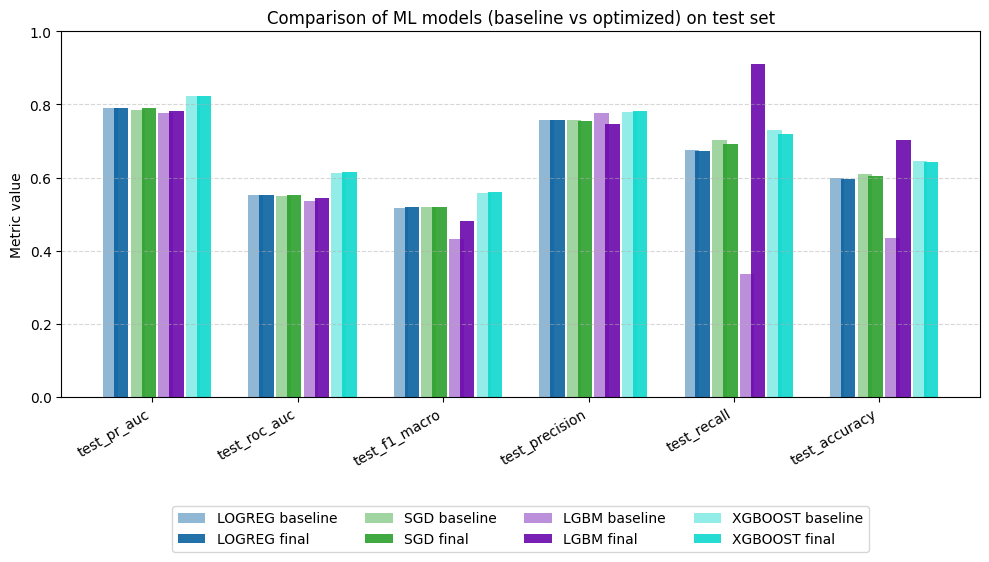 Comparison of ML models (baseline vs optimized) on test set
Metric value
1.0
0.8
0.6
0.4
0.2
0.0
test_pr_auc
test_roc_auc
test_f1_macro
test_precision
test_recall
test_accuracy
LOGREG baseline
SGD baseline
LGBM baseline
XGBOOST baseline
LOGREG final
SGD final
LGBM final
XGBOOST final